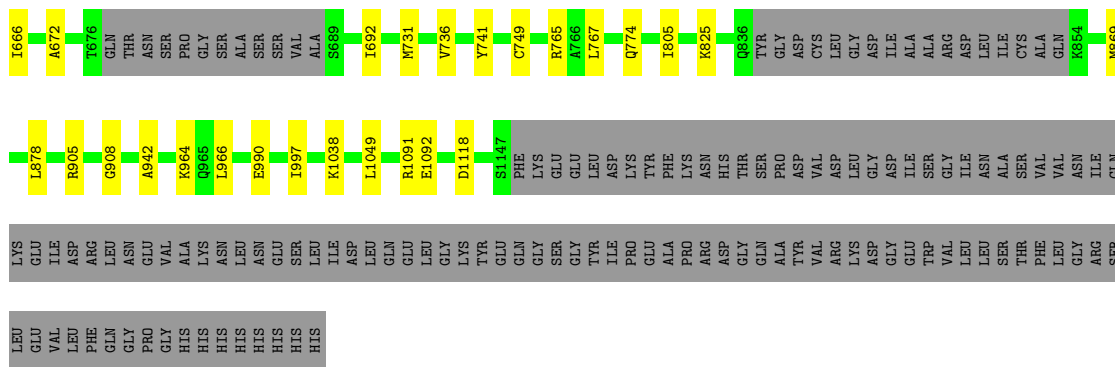 I666 A672 T676 GLN THR ASN SER PRO GLY SER ALA SER SER VAL ALA S689 I692 M731 V736 Y741 C749 R765 A766 L767 Q774 I805 K825 Q836 TYR GLY ASP CYS LEU GLY ASP ILE ALA ALA ARG ASP LEU ILE CYS ALA GLN K854 M869
L878 R905 G908 A942 K964 Q965 L966 E990 I997 K1038 L1049 R1091 E1092 D1118 S1147 PHE LYS GLU GLU LEU ASP LYS TYR PHE LYS ASN HIS THR SER PRO ASP VAL ASP LEU GLY ASP ILE SER GLY ILE ASN ALA SER VAL VAL ASN ILE GLN
LYS GLU ILE ASP ARG LEU ASN GLU VAL ALA LYS ASN LEU ASN GLU SER LEU ILE ASP LEU GLN GLU LEU GLY LYS TYR GLU GLN GLY SER GLY TYR ILE PRO GLU ALA PRO ARG ASP GLY GLN ALA TYR VAL ARG LYS ASP GLY GLU TRP VAL LEU LEU SER THR PHE LEU GLY ARG SER
LEU GLU VAL LEU PHE GLN GLY PRO GLY HIS HIS HIS HIS HIS HIS HIS HIS